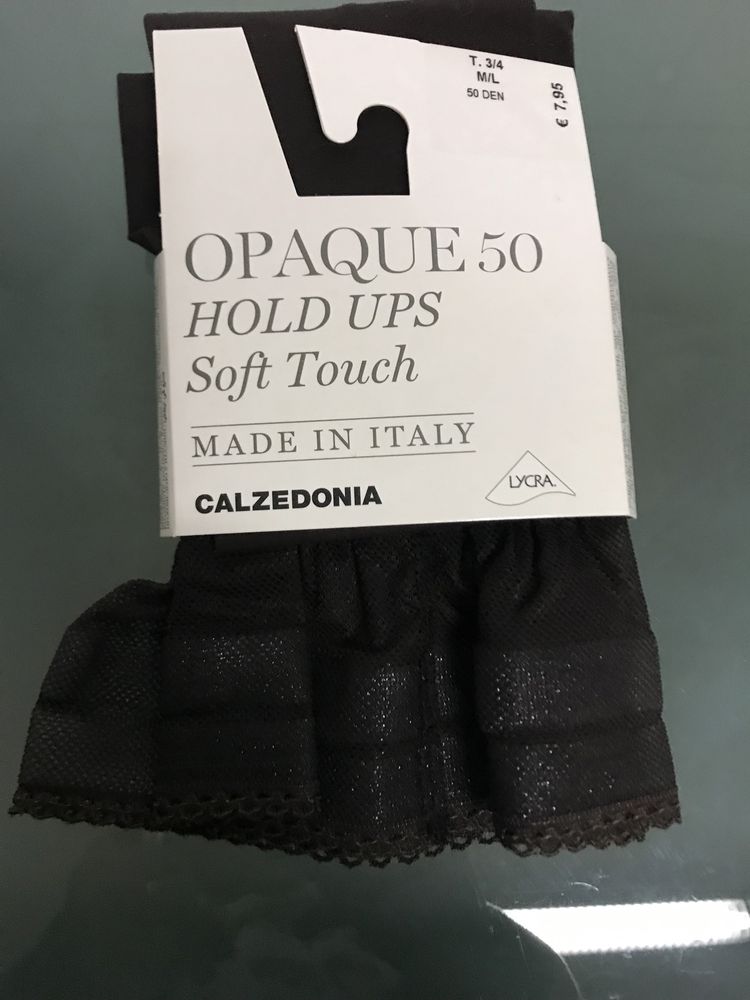 T. 3/4
M/L
50 DEN
€ 7,95
OPAQUE 50
HOLD UPS
Soft Touch
MADE IN ITALY
CALZEDONIA
LYCRA.